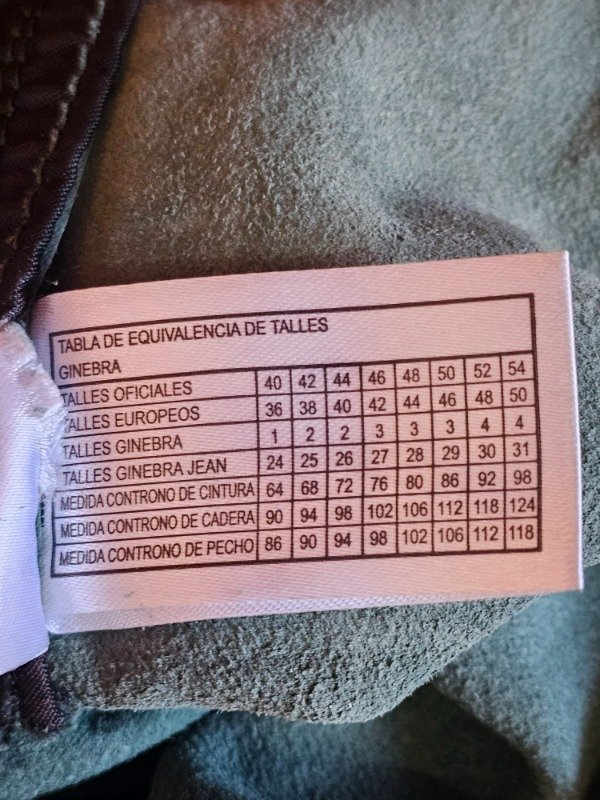 TABLA DE EQUIVALENCIA DE TALLES
GINEBRA
TALLES OFICIALES 40 42 44 46 48 50 52 54
TALLES EUROPEOS 36 38 40 42 44 46 48 50
TALLES GINEBRA 1 2 2 3 3 3 4 4
TALLES GINEBRA JEAN 24 25 26 27 28 29 30 31
MEDIDA CONTRONO DE CINTURA 64 68 72 76 80 86 92 98
MEDIDA CONTRONO DE CADERA 90 94 98 102 106 112 118 124
MEDIDA CONTRONO DE PECHO 86 90 94 98 102 106 112 118